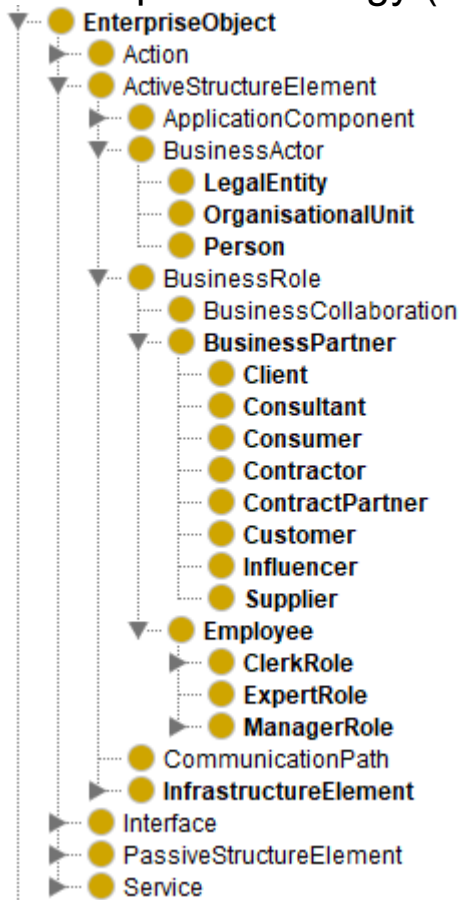 EnterpriseObject
Action
ActiveStructureElement
ApplicationComponent
BusinessActor
LegalEntity
OrganisationalUnit
Person
BusinessRole
BusinessCollaboration
BusinessPartner
Client
Consultant
Consumer
Contractor
ContractPartner
Customer
Influencer
Supplier
Employee
ClerkRole
ExpertRole
ManagerRole
CommunicationPath
InfrastructureElement
Interface
PassiveStructureElement
Service